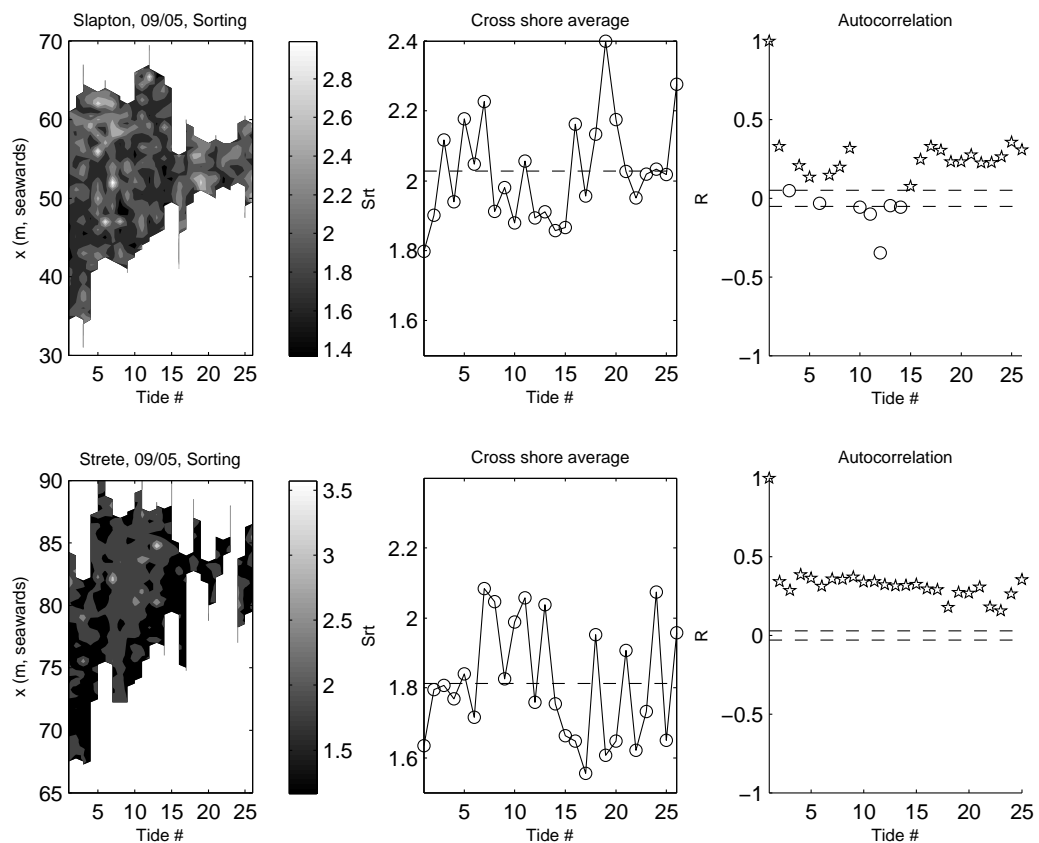 Slapton, 09/05, Sorting
Cross shore average
Autocorrelation
70
60
50
40
30
x (m, seawards)
5 10 15 20 25
Tide #
2.8
2.6
2.4
2.2
2
1.8
1.6
1.4
2.4
2.2
2
1.8
1.6
Srt
5 10 15 20 25
Tide #
1
0.5
0
−0.5
−1
R
5 10 15 20 25
Tide #
Strete, 09/05, Sorting
Cross shore average
Autocorrelation
90
85
80
75
70
65
x (m, seawards)
5 10 15 20 25
Tide #
3.5
3
2.5
2
1.5
2.2
2
1.8
1.6
Srt
5 10 15 20 25
Tide #
1
0.5
0
−0.5
−1
R
5 10 15 20 25
Tide #